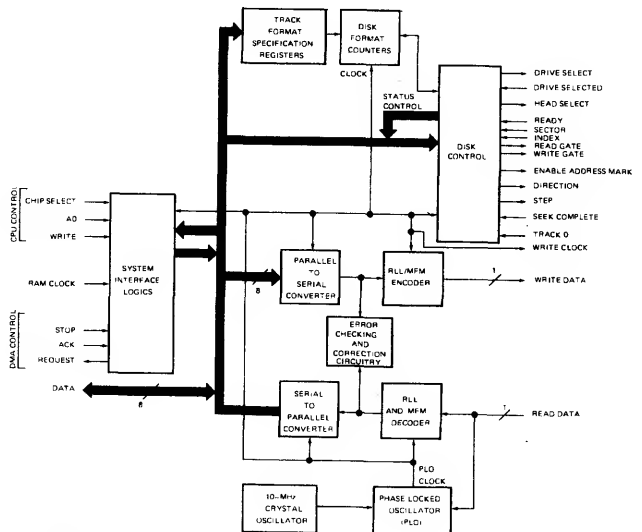 TRACK
FORMAT
SPECIFICATION
REGISTERS
DISK
FORMAT
COUNTERS
CLOCK
STATUS
CONTROL
DISK
CONTROL
DRIVE SELECT
DRIVE SELECTED
HEAD SELECT
READY
SECTOR
INDEX
READ GATE
WRITE GATE
ENABLE ADDRESS MARK
DIRECTION
STEP
SEEK COMPLETE
TRACK 0
WRITE CLOCK
CPU CONTROL
CHIP SELECT
A0
WRITE
RAM CLOCK
DMA CONTROL
STOP
ACK
REQUEST
DATA
8
SYSTEM
INTERFACE
LOGICS
8
PARALLEL
TO
SERIAL
CONVERTER
RLL/MFM
ENCODER
1
WRITE DATA
ERROR
CHECKING
AND
CORRECTION
CIRCUITRY
SERIAL
TO
PARALLEL
CONVERTER
RLL
AND MFM
DECODER
1
READ DATA
PLO
CLOCK
10-MHz
CRYSTAL
OSCILLATOR
PHASE LOCKED
OSCILLATOR
(PLO)